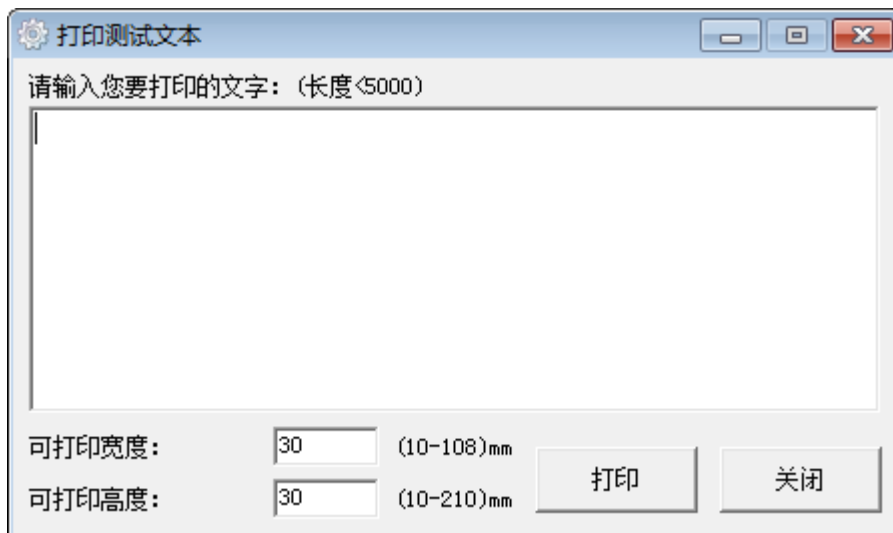 打印测试文本
请输入您要打印的文字: (长度<5000)
可打印宽度: 30 (10-108)mm
可打印高度: 30 (10-210)mm
打印 关闭